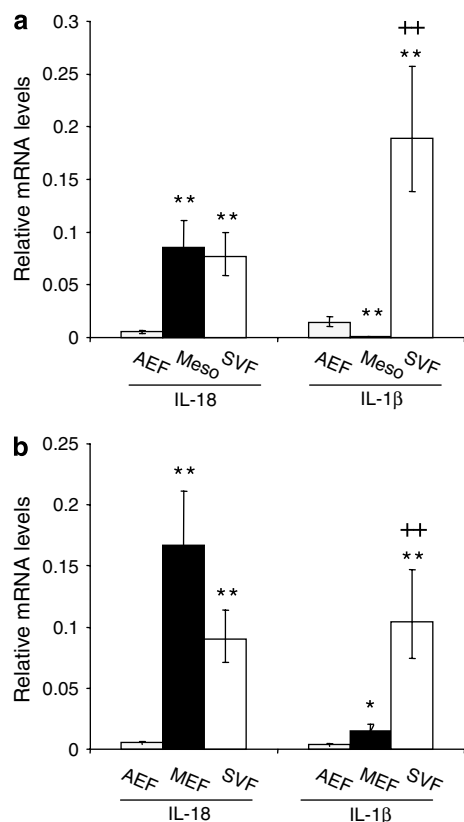 a
Relative mRNA levels
0.3
0.25
0.2
0.15
0.1
0.05
0
** ** ** ++ **
AEF Meso SVF AEF Meso SVF
IL-18 IL-1β
b
Relative mRNA levels
0.25
0.2
0.15
0.1
0.05
0
** ** * ++ **
AEF MEF SVF AEF MEF SVF
IL-18 IL-1β